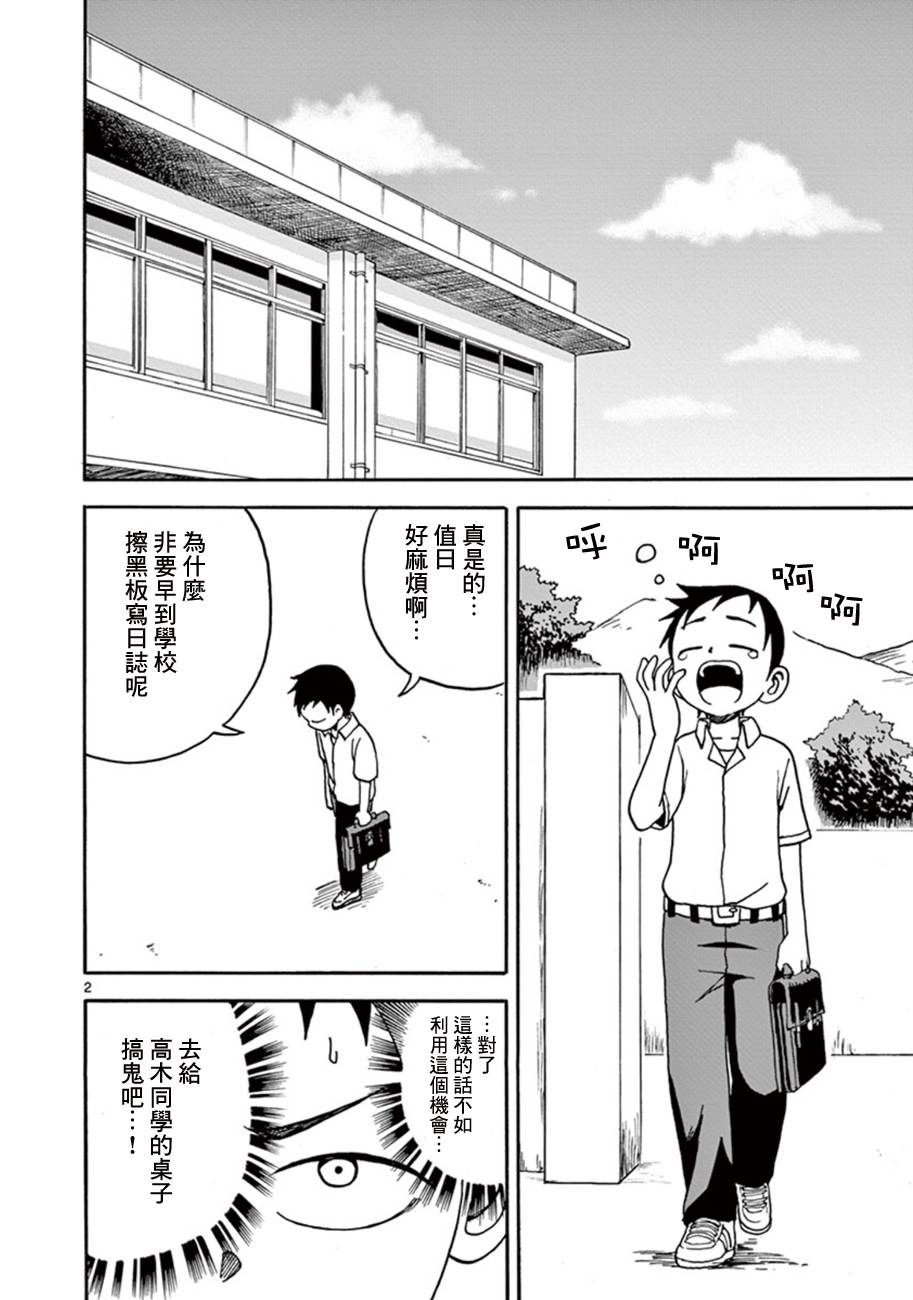 呼
啊
啊
啊
真是的…
值日
好麻煩啊…
為什麼
非要早到學校
擦黑板寫日誌呢
…對了
這樣的話不如
利用這個機會…
去給
高木同學的桌子
搞鬼吧…！
2